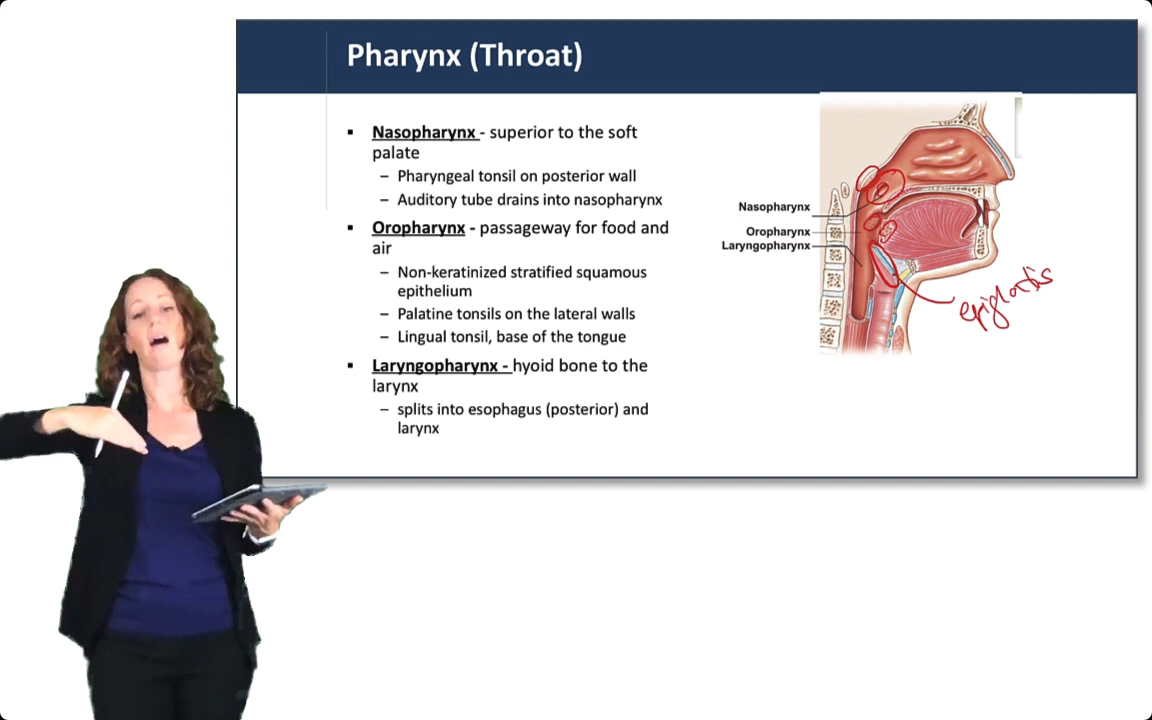 Pharynx (Throat)
▪ Nasopharynx - superior to the soft
palate
– Pharyngeal tonsil on posterior wall
– Auditory tube drains into nasopharynx
▪ Oropharynx - passageway for food and
air
– Non-keratinized stratified squamous
epithelium
– Palatine tonsils on the lateral walls
– Lingual tonsil, base of the tongue
▪ Laryngopharynx - hyoid bone to the
larynx
– splits into esophagus (posterior) and
larynx
Nasopharynx
Oropharynx
Laryngopharynx
epiglotis